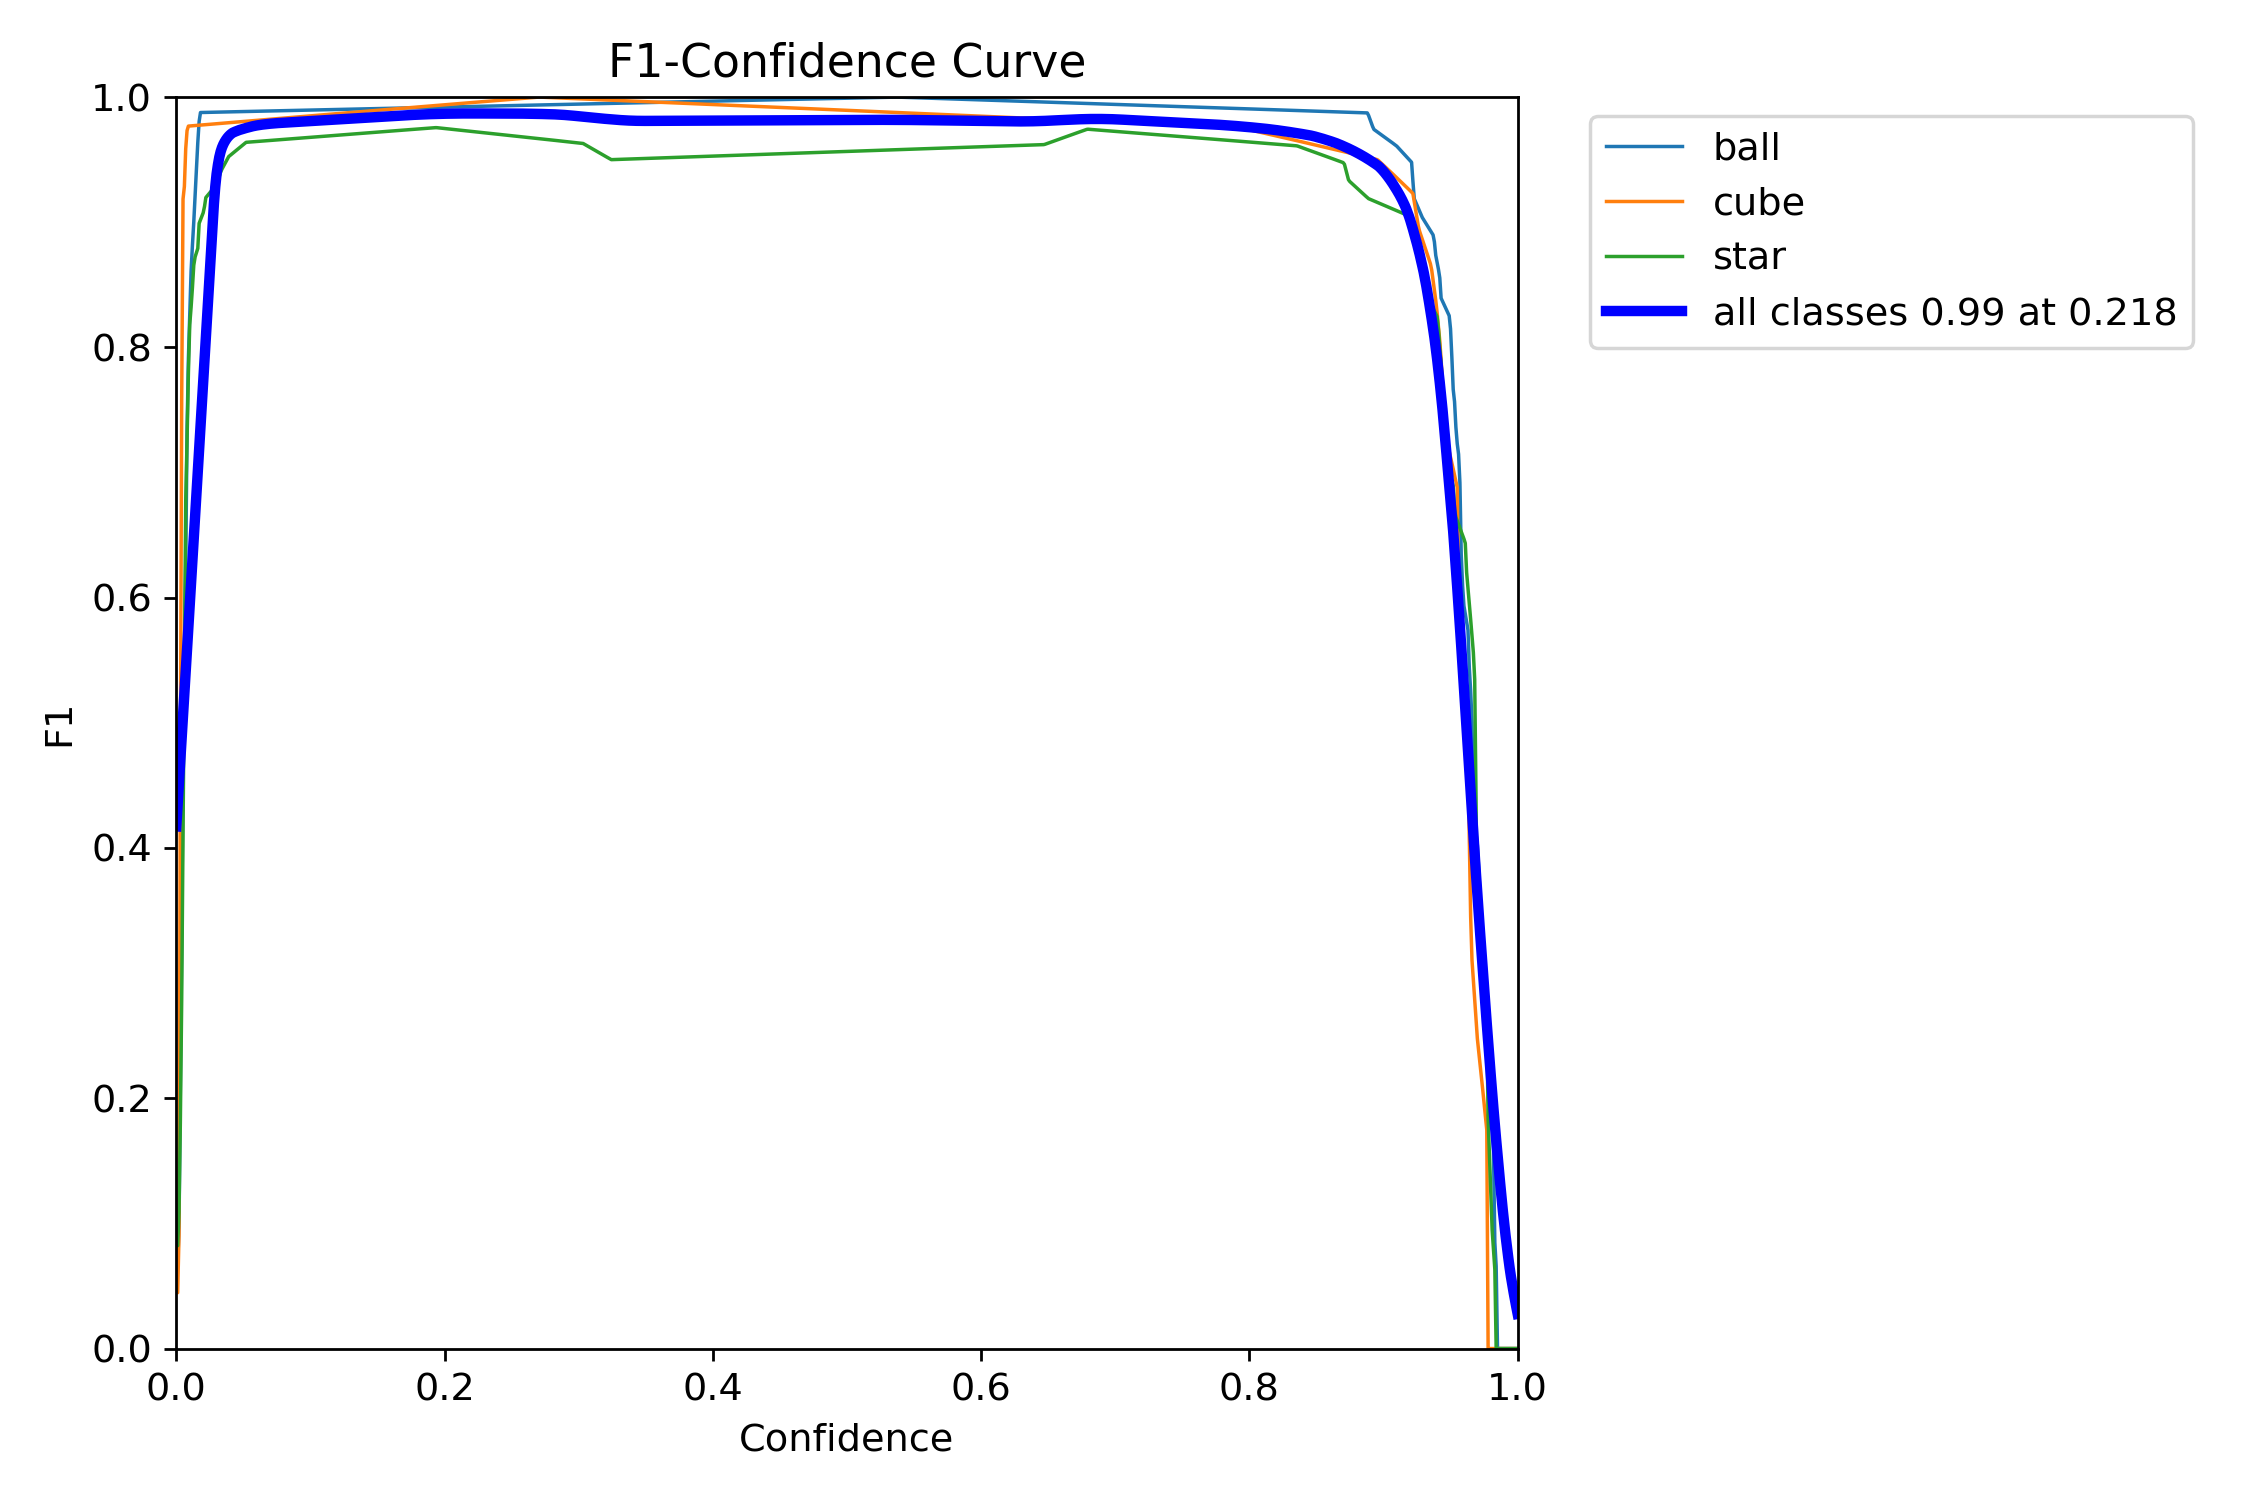 F1-Confidence Curve
1.0
0.8
0.6
0.4
0.2
0.0
F1
0.0 0.2 0.4 0.6 0.8 1.0
Confidence
ball
cube
star
all classes 0.99 at 0.218